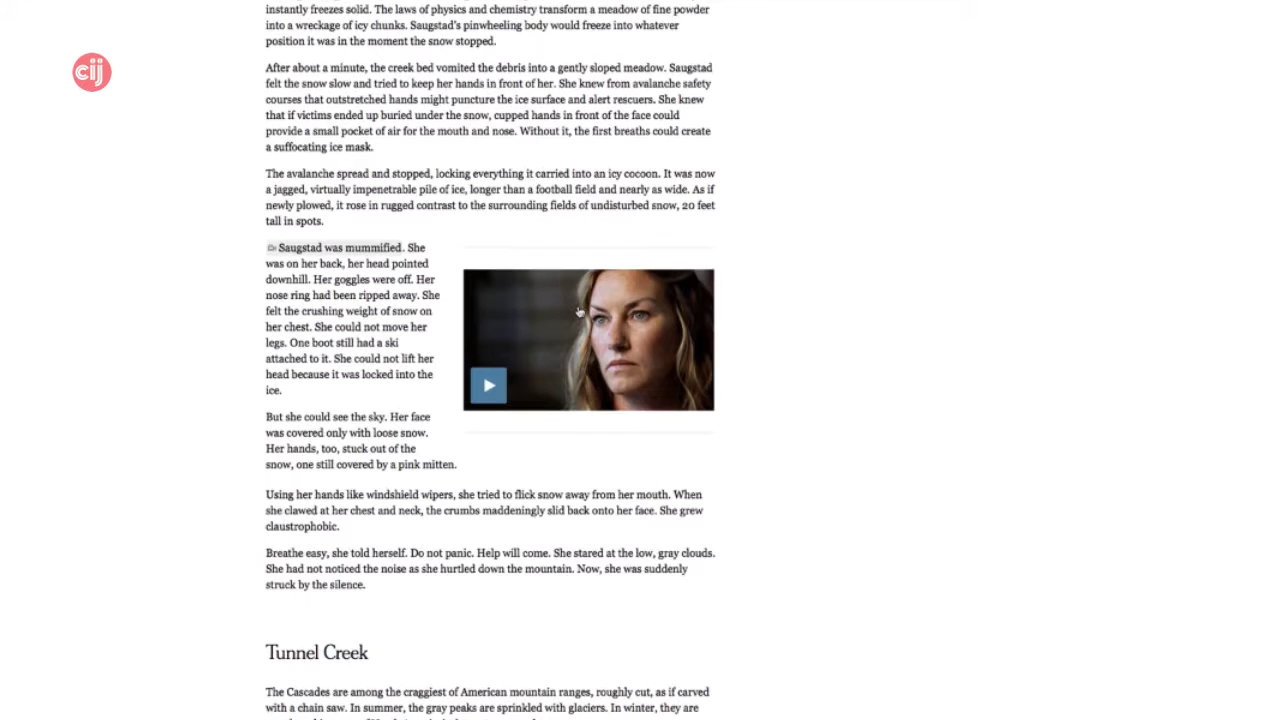 instantly freezes solid. The laws of physics and chemistry transform a meadow of fine powder
into a wreckage of icy chunks. Saugstad's pinwheeling body would freeze into whatever
position it was in the moment the snow stopped.
cij
After about a minute, the creek bed vomited the debris into a gently sloped meadow. Saugstad
felt the snow slow and tried to keep her hands in front of her. She knew from avalanche safety
courses that outstretched hands might puncture the ice surface and alert rescuers. She knew
that if victims ended up buried under the snow, cupped hands in front of the face could
provide a small pocket of air for the mouth and nose. Without it, the first breaths could create
a suffocating ice mask.
The avalanche spread and stopped, locking everything it carried into an icy cocoon. It was now
a jagged, virtually impenetrable pile of ice, longer than a football field and nearly as wide. As if
newly plowed, it rose in rugged contrast to the surrounding fields of undisturbed snow, 20 feet
tall in spots.
Saugstad was mummified. She
was on her back, her head pointed
downhill. Her goggles were off. Her
nose ring had been ripped away. She
felt the crushing weight of snow on
her chest. She could not move her
legs. One boot still had a ski
attached to it. She could not lift her
head because it was locked into the
ice.
But she could see the sky. Her face
was covered only with loose snow.
Her hands, too, stuck out of the
snow, one still covered by a pink mitten.
Using her hands like windshield wipers, she tried to flick snow away from her mouth. When
she clawed at her chest and neck, the crumbs maddeningly slid back onto her face. She grew
claustrophobic.
Breathe easy, she told herself. Do not panic. Help will come. She stared at the low, gray clouds.
She had not noticed the noise as she hurtled down the mountain. Now, she was suddenly
struck by the silence.
Tunnel Creek
The Cascades are among the craggiest of American mountain ranges, roughly cut, as if carved
with a chain saw. In summer, the gray peaks are sprinkled with glaciers. In winter, they are